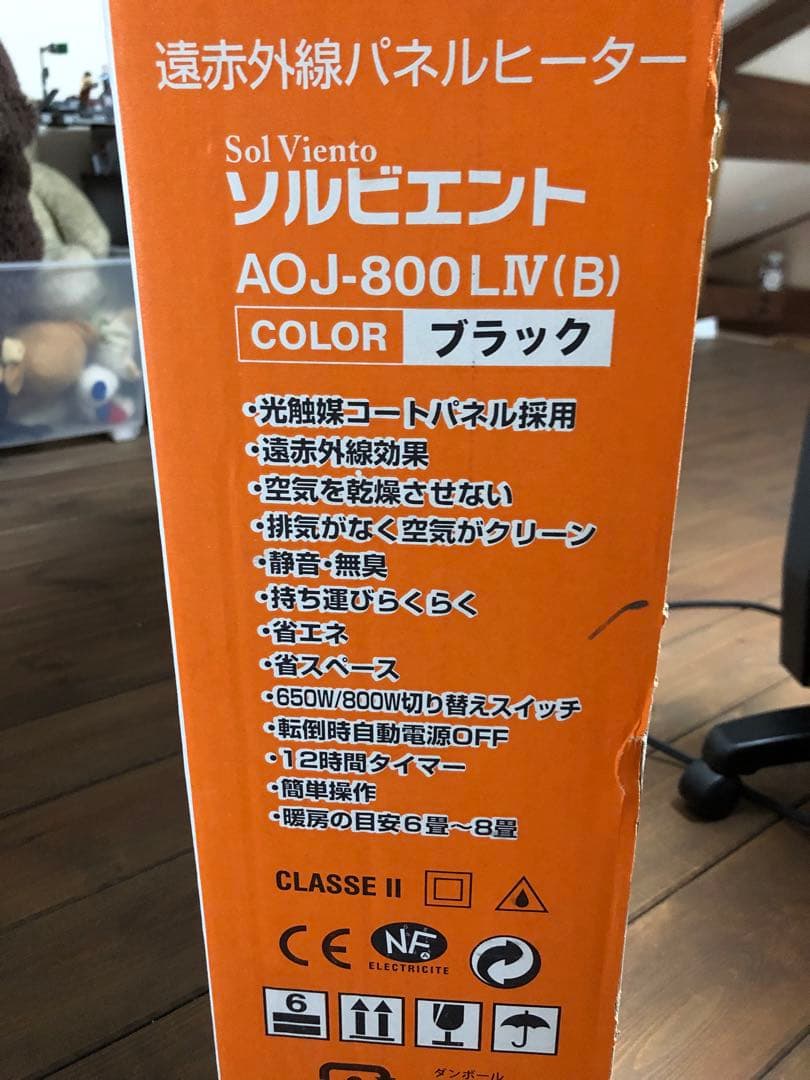 遠赤外線パネルヒーター
Sol Viento
ソルビエント
AOJ-800 LⅣ(B)
COLOR ブラック
・光触媒コートパネル採用
・遠赤外線効果
・空気を乾燥させない
・排気がなく空気がクリーン
・静音・無臭
・持ち運びらくらく
・省エネ
・省スペース
・650W/800W切り替えスイッチ
・転倒時自動電源OFF
・12時間タイマー
・簡単操作
・暖房の目安6畳〜8畳
CLASSE II
CE NF
ELECTRICITE
6
ダンボール